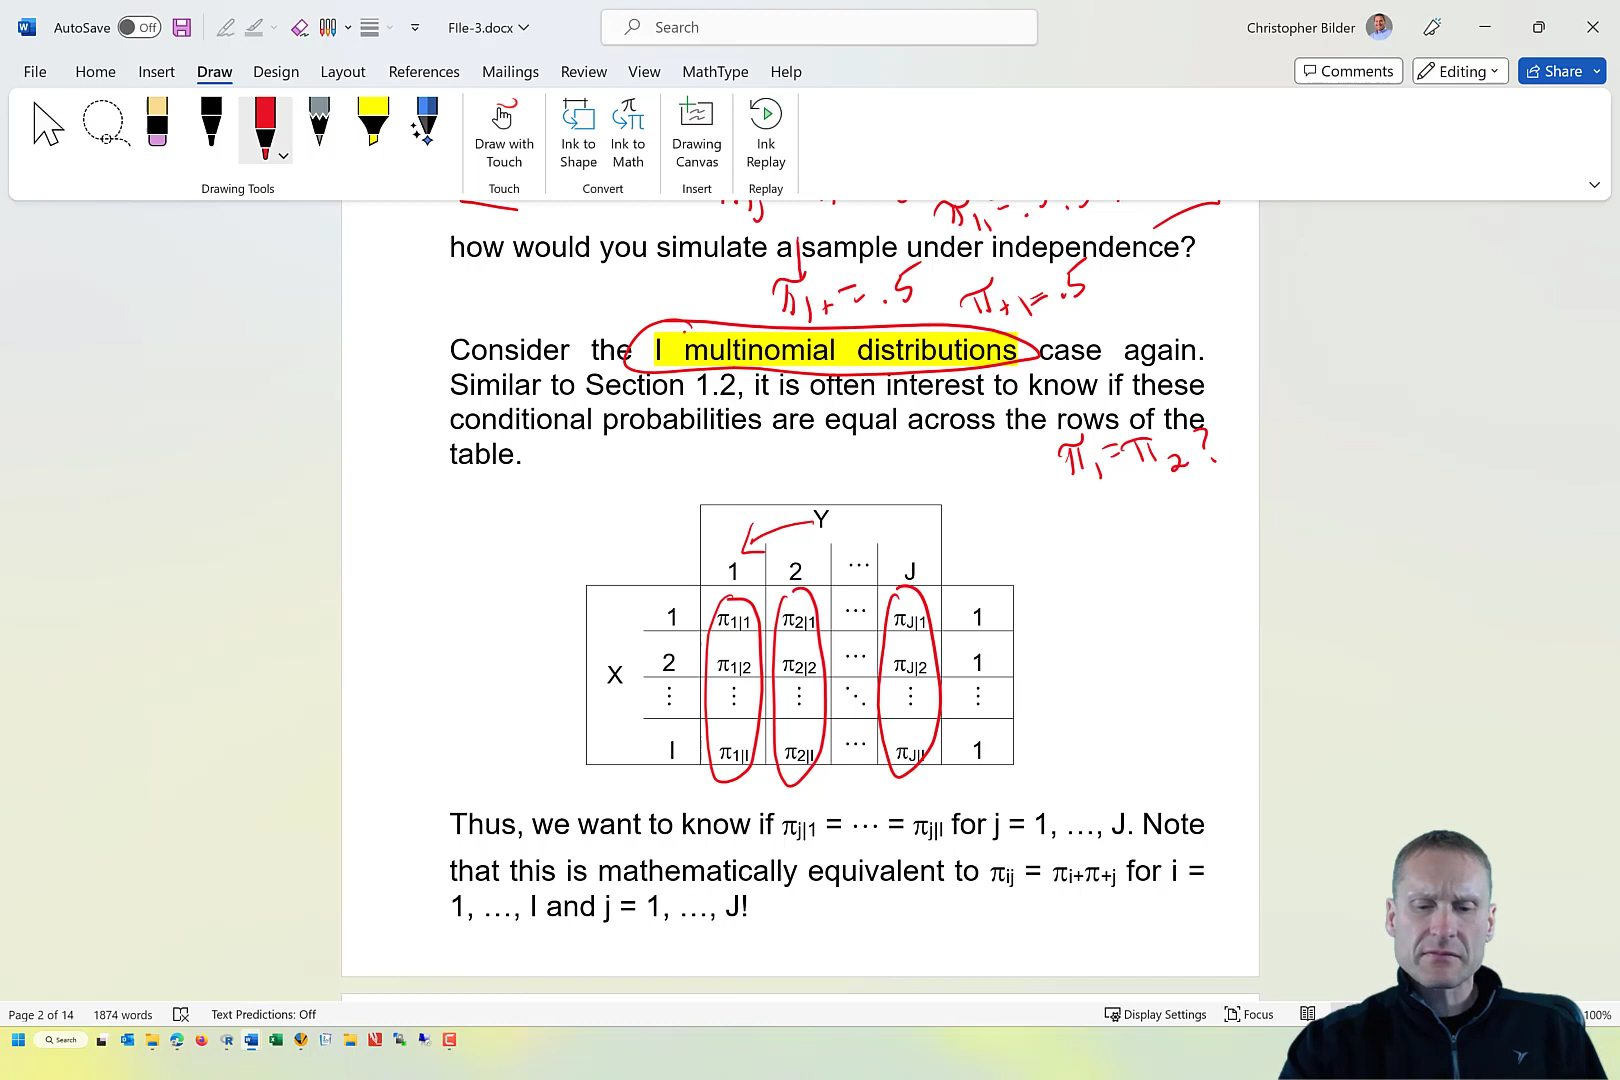 AutoSave Off FIle-3.docx Search Christopher Bilder
File Home Insert Draw Design Layout References Mailings Review View MathType Help Comments Editing Share
Draw with Touch
Ink to Shape
Ink to Math
Drawing Canvas
Ink Replay
Drawing Tools Touch Convert Insert Replay
how would you simulate a sample under independence?
π1+ = .5 π+1 = .5
Consider the I multinomial distributions case again.
Similar to Section 1.2, it is often interest to know if these
conditional probabilities are equal across the rows of the
table.
π1 = π2 ?
Y
1 2 ⋯ J
1 π1|1 π2|1 ⋯ πJ|1 1
X
2 π1|2 π2|2 ⋯ πJ|2 1
⋮ ⋮ ⋮ ⋱ ⋮ ⋮
I π1|I π2|I ⋯ πJ|I 1
Thus, we want to know if πj|1 = ⋯ = πj|I for j = 1, …, J. Note
that this is mathematically equivalent to πij = πi+π+j for i =
1, …, I and j = 1, …, J!
Page 2 of 14 1874 words Text Predictions: Off Display Settings Focus 100%
Search